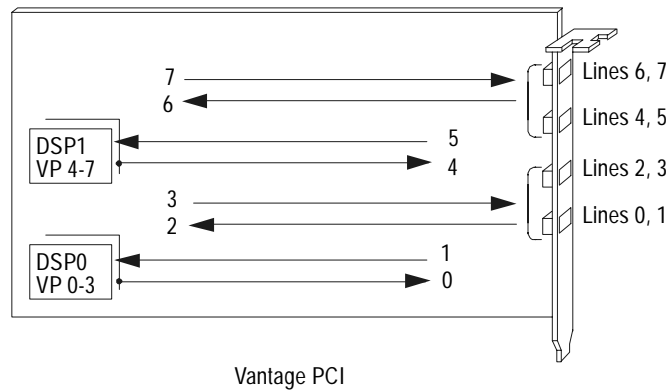 7
Lines 6, 7
6
Lines 4, 5
5
DSP1
VP 4-7
4
Lines 2, 3
3
2
Lines 0, 1
1
DSP0
VP 0-3
0
Vantage PCI